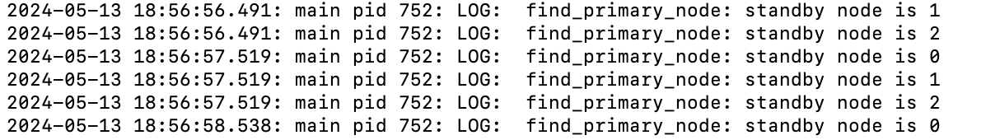 2024-05-13 18:56:56.491: main pid 752: LOG:  find_primary_node: standby node is 1
2024-05-13 18:56:56.491: main pid 752: LOG:  find_primary_node: standby node is 2
2024-05-13 18:56:57.519: main pid 752: LOG:  find_primary_node: standby node is 0
2024-05-13 18:56:57.519: main pid 752: LOG:  find_primary_node: standby node is 1
2024-05-13 18:56:57.519: main pid 752: LOG:  find_primary_node: standby node is 2
2024-05-13 18:56:58.538: main pid 752: LOG:  find_primary_node: standby node is 0